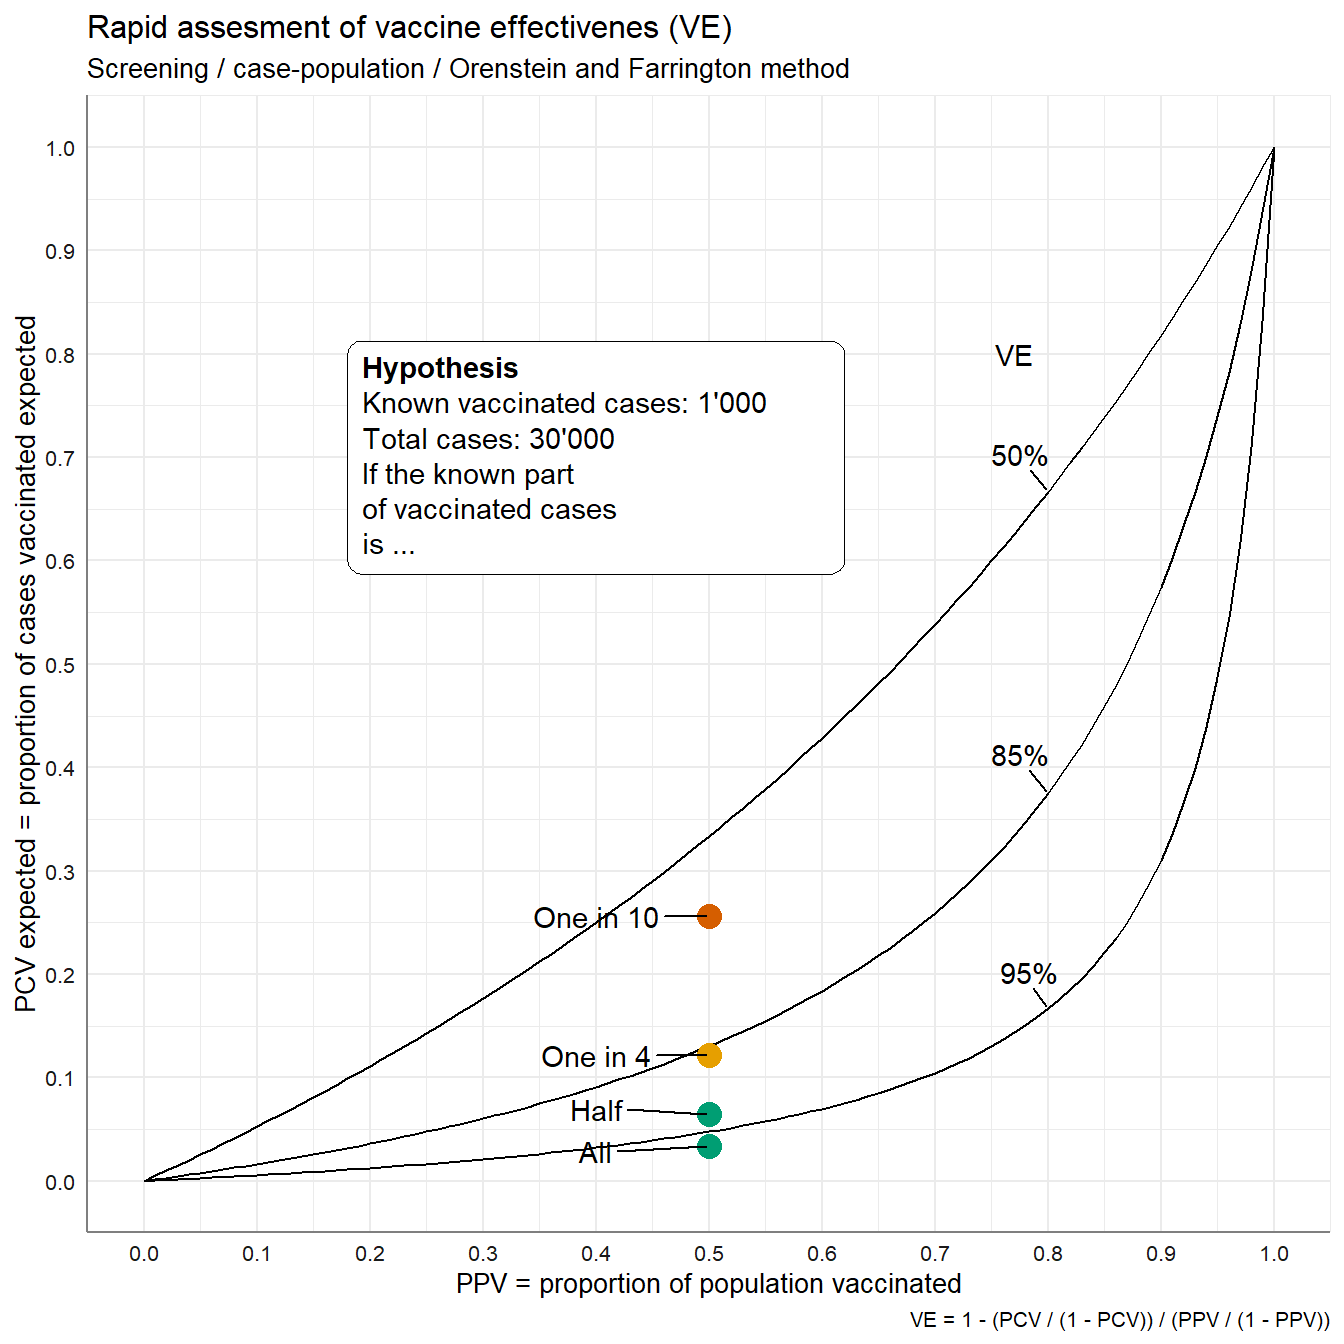 Rapid assesment of vaccine effectivenes (VE)
Screening / case-population / Orenstein and Farrington method
PCV expected = proportion of cases vaccinated expected
1.0
0.9
0.8
0.7
0.6
0.5
0.4
0.3
0.2
0.1
0.0
Hypothesis
Known vaccinated cases: 1'000
Total cases: 30'000
If the known part
of vaccinated cases
is ...
VE
50%
85%
95%
One in 10
One in 4
Half
All
0.0 0.1 0.2 0.3 0.4 0.5 0.6 0.7 0.8 0.9 1.0
PPV = proportion of population vaccinated
VE = 1 - (PCV / (1 - PCV)) / (PPV / (1 - PPV))